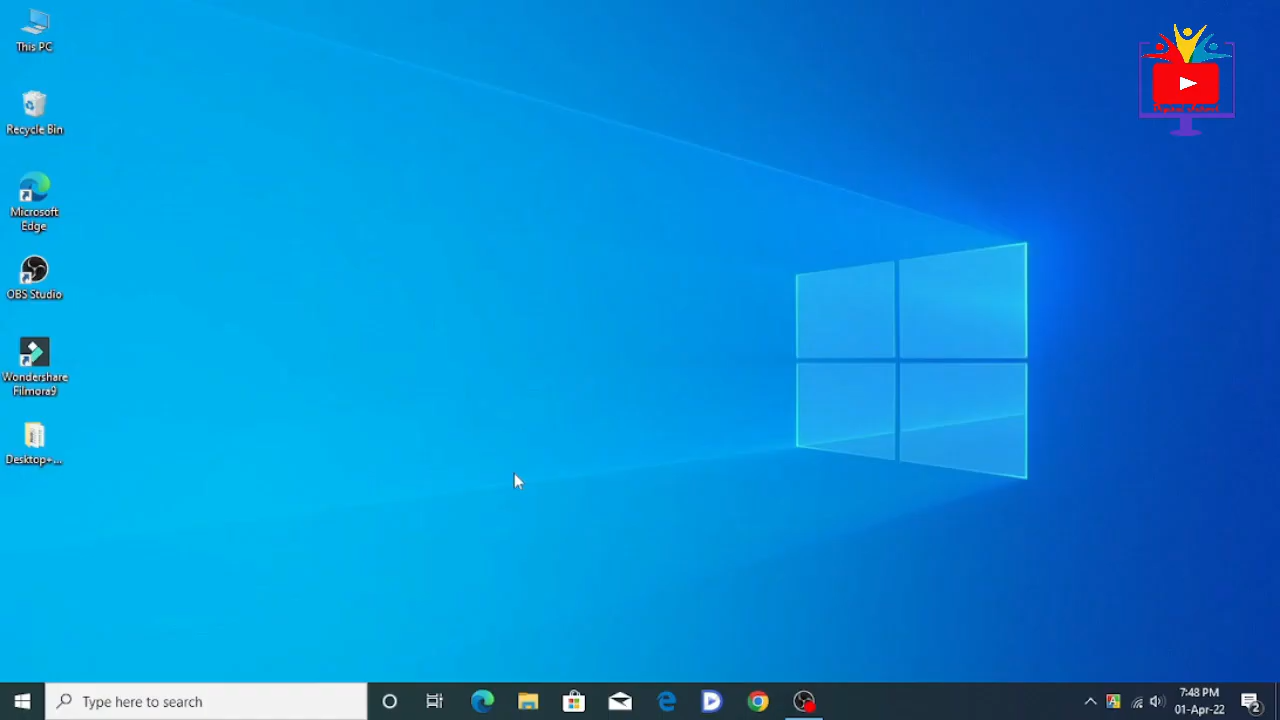 This PC
Recycle Bin
Microsoft
Edge
OBS Studio
Wondershare
Filmora9
Desktop+...
Type here to search
7:48 PM
01-Apr-22
2